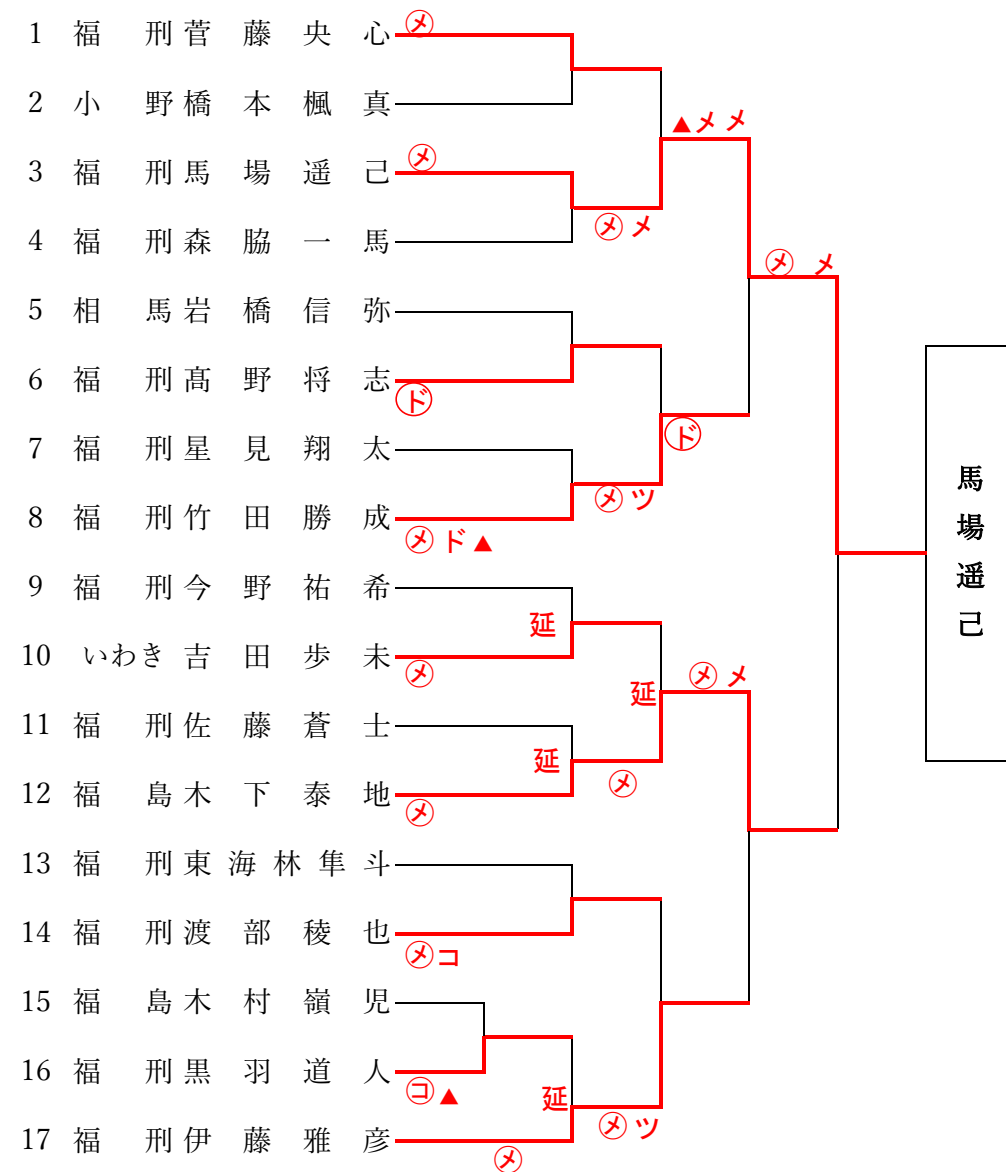 ㋱
1 福 刑 菅 藤 央 心
2 小 野 橋 本 楓 真
▲メメ
3 福 刑 馬 場 遥 己 ㋱
4 福 刑 森 脇 一 馬
㋱メ
㋱メ
5 相 馬 岩 橋 信 弥
6 福 刑 髙 野 将 志
㋣゙
㋣゙
7 福 刑 星 見 翔 太
8 福 刑 竹 田 勝 成
㋱ツ
㋱ド▲
馬場遥己
9 福 刑 今 野 祐 希
延
10 いわき 吉 田 歩 未
㋱
㋱メ
延
11 福 刑 佐 藤 蒼 士
延
12 福 島 木 下 泰 地
㋱
㋱
13 福 刑 東 海 林 隼 斗
14 福 刑 渡 部 稜 也
㋱コ
15 福 島 木 村 嶺 児
16 福 刑 黒 羽 道 人
㋙▲
延
㋱ツ
17 福 刑 伊 藤 雅 彦
㋱